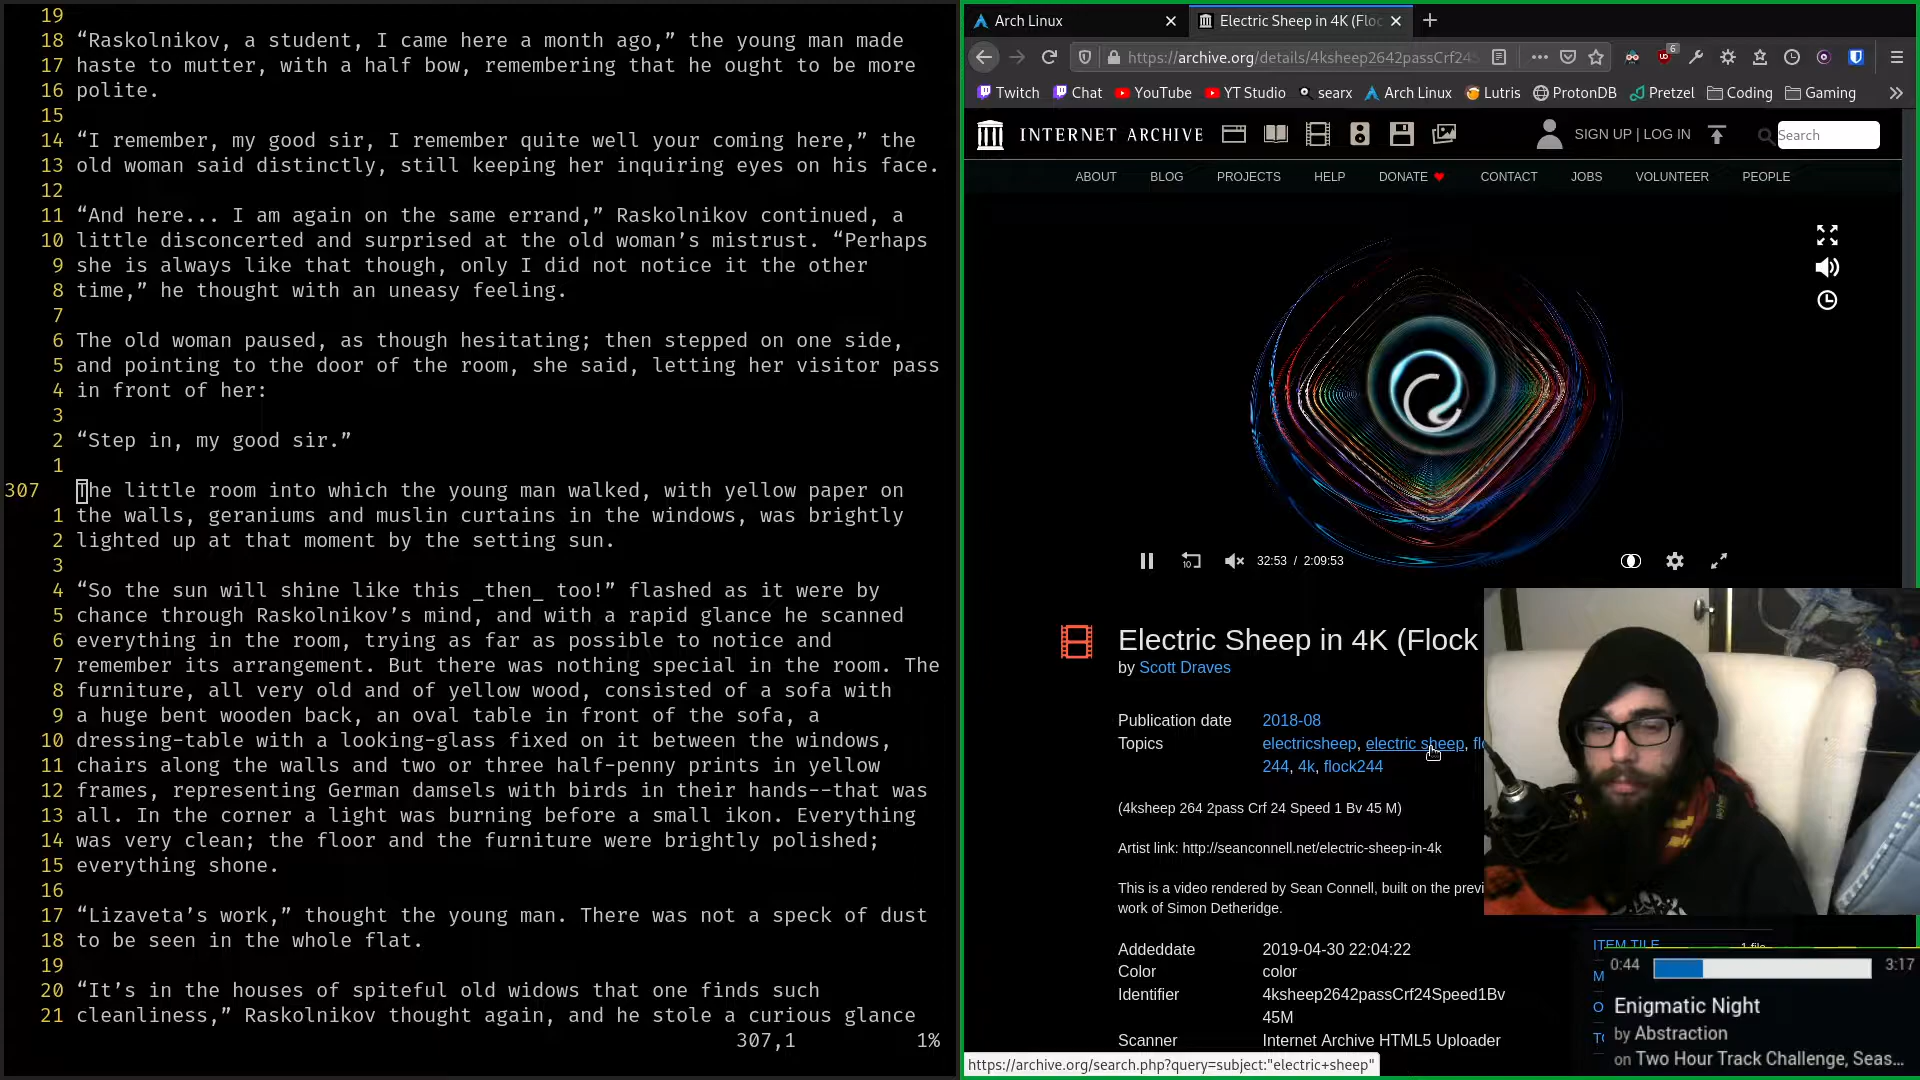 19
18 “Raskolnikov, a student, I came here a month ago,” the young man made
17 haste to mutter, with a half bow, remembering that he ought to be more
16 polite.
15
14 “I remember, my good sir, I remember quite well your coming here,” the
13 old woman said distinctly, still keeping her inquiring eyes on his face.
12
11 “And here... I am again on the same errand,” Raskolnikov continued, a
10 little disconcerted and surprised at the old woman’s mistrust. “Perhaps
9 she is always like that though, only I did not notice it the other
8 time,” he thought with an uneasy feeling.
7
6 The old woman paused, as though hesitating; then stepped on one side,
5 and pointing to the door of the room, she said, letting her visitor pass
4 in front of her:
3
2 “Step in, my good sir.”
1
307 The little room into which the young man walked, with yellow paper on
1 the walls, geraniums and muslin curtains in the windows, was brightly
2 lighted up at that moment by the setting sun.
3
4 “So the sun will shine like this _then_ too!” flashed as it were by
5 chance through Raskolnikov’s mind, and with a rapid glance he scanned
6 everything in the room, trying as far as possible to notice and
7 remember its arrangement. But there was nothing special in the room. The
8 furniture, all very old and of yellow wood, consisted of a sofa with
9 a huge bent wooden back, an oval table in front of the sofa, a
10 dressing-table with a looking-glass fixed on it between the windows,
11 chairs along the walls and two or three half-penny prints in yellow
12 frames, representing German damsels with birds in their hands--that was
13 all. In the corner a light was burning before a small ikon. Everything
14 was very clean; the floor and the furniture were brightly polished;
15 everything shone.
16
17 “Lizaveta’s work,” thought the young man. There was not a speck of dust
18 to be seen in the whole flat.
19
20 “It’s in the houses of spiteful old widows that one finds such
21 cleanliness,” Raskolnikov thought again, and he stole a curious glance
307,1 1%
Arch Linux
Electric Sheep in 4K (Floc
https://archive.org/details/4ksheep2642passCrf24S
6
Twitch Chat YouTube YT Studio searx Arch Linux Lutris ProtonDB Pretzel Coding Gaming
INTERNET ARCHIVE SIGN UP | LOG IN Search
ABOUT BLOG PROJECTS HELP DONATE CONTACT JOBS VOLUNTEER PEOPLE
10 32:53 / 2:09:53
Electric Sheep in 4K (Flock
by Scott Draves
Publication date 2018-08
Topics electricsheep, electric sheep, flo
244, 4k, flock244
(4ksheep 264 2pass Crf 24 Speed 1 Bv 45 M)
Artist link: http://seanconnell.net/electric-sheep-in-4k
This is a video rendered by Sean Connell, built on the previ
work of Simon Detheridge.
Addeddate 2019-04-30 22:04:22
Color color
Identifier 4ksheep2642passCrf24Speed1Bv
45M
Scanner Internet Archive HTML5 Uploader
ITEM TILE 1 file
M
O
TO
0:44 3:17
Enigmatic Night
by Abstraction
on Two Hour Track Challenge, Seas...
https://archive.org/search.php?query=subject:"electric+sheep"